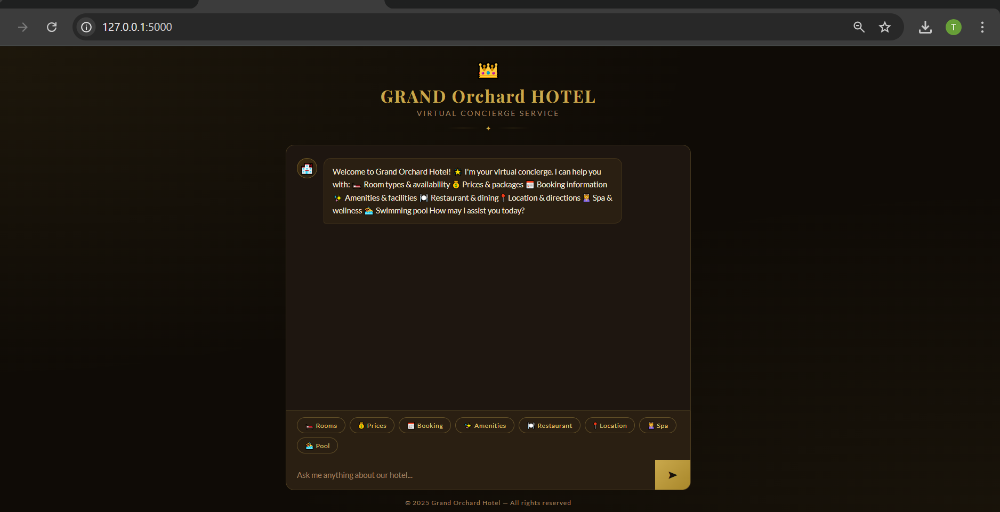 127.0.0.1:5000
T
GRAND Orchard HOTEL
VIRTUAL CONCIERGE SERVICE
Welcome to Grand Orchard Hotel! 🌟 I'm your virtual concierge. I can help you
with: 🛏️ Room types & availability 💰 Prices & packages 📅 Booking information
✨ Amenities & facilities 🍽️ Restaurant & dining 📍 Location & directions 💆 Spa &
wellness 🏊 Swimming pool How may I assist you today?
🛏️ Rooms 💰 Prices 📅 Booking ✨ Amenities 🍽️ Restaurant 📍 Location 💆 Spa
🏊 Pool
Ask me anything about our hotel...
© 2025 Grand Orchard Hotel — All rights reserved